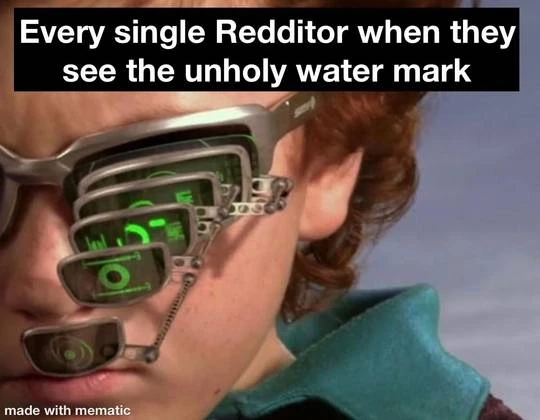 Every single Redditor when they
see the unholy water mark
made with mematic